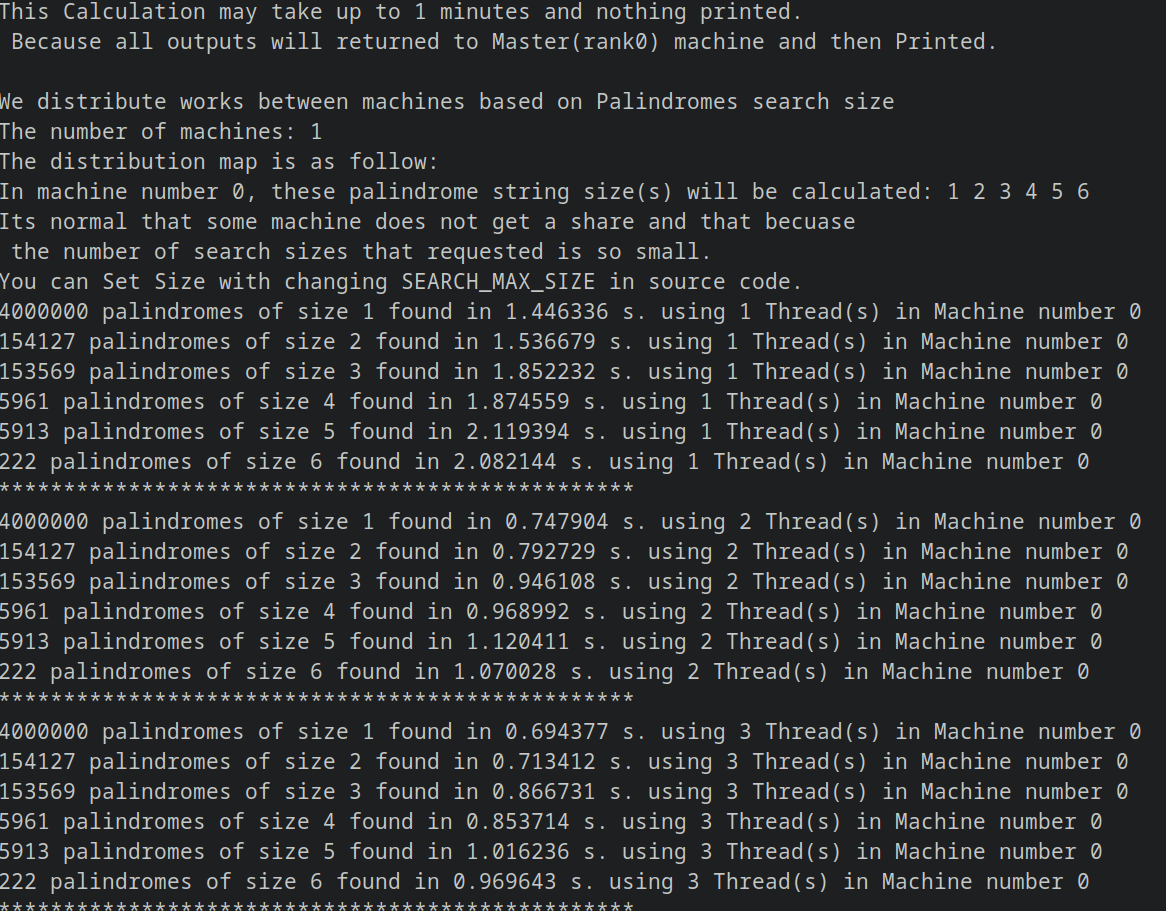 This Calculation may take up to 1 minutes and nothing printed.
Because all outputs will returned to Master(rank0) machine and then Printed.
We distribute works between machines based on Palindromes search size
The number of machines: 1
The distribution map is as follow:
In machine number 0, these palindrome string size(s) will be calculated: 1 2 3 4 5 6
Its normal that some machine does not get a share and that becuase
the number of search sizes that requested is so small.
You can Set Size with changing SEARCH_MAX_SIZE in source code.
4000000 palindromes of size 1 found in 1.446336 s. using 1 Thread(s) in Machine number 0
154127 palindromes of size 2 found in 1.536679 s. using 1 Thread(s) in Machine number 0
153569 palindromes of size 3 found in 1.852232 s. using 1 Thread(s) in Machine number 0
5961 palindromes of size 4 found in 1.874559 s. using 1 Thread(s) in Machine number 0
5913 palindromes of size 5 found in 2.119394 s. using 1 Thread(s) in Machine number 0
222 palindromes of size 6 found in 2.082144 s. using 1 Thread(s) in Machine number 0
*************************************************
4000000 palindromes of size 1 found in 0.747904 s. using 2 Thread(s) in Machine number 0
154127 palindromes of size 2 found in 0.792729 s. using 2 Thread(s) in Machine number 0
153569 palindromes of size 3 found in 0.946108 s. using 2 Thread(s) in Machine number 0
5961 palindromes of size 4 found in 0.968992 s. using 2 Thread(s) in Machine number 0
5913 palindromes of size 5 found in 1.120411 s. using 2 Thread(s) in Machine number 0
222 palindromes of size 6 found in 1.070028 s. using 2 Thread(s) in Machine number 0
*************************************************
4000000 palindromes of size 1 found in 0.694377 s. using 3 Thread(s) in Machine number 0
154127 palindromes of size 2 found in 0.713412 s. using 3 Thread(s) in Machine number 0
153569 palindromes of size 3 found in 0.866731 s. using 3 Thread(s) in Machine number 0
5961 palindromes of size 4 found in 0.853714 s. using 3 Thread(s) in Machine number 0
5913 palindromes of size 5 found in 1.016236 s. using 3 Thread(s) in Machine number 0
222 palindromes of size 6 found in 0.969643 s. using 3 Thread(s) in Machine number 0
*************************************************